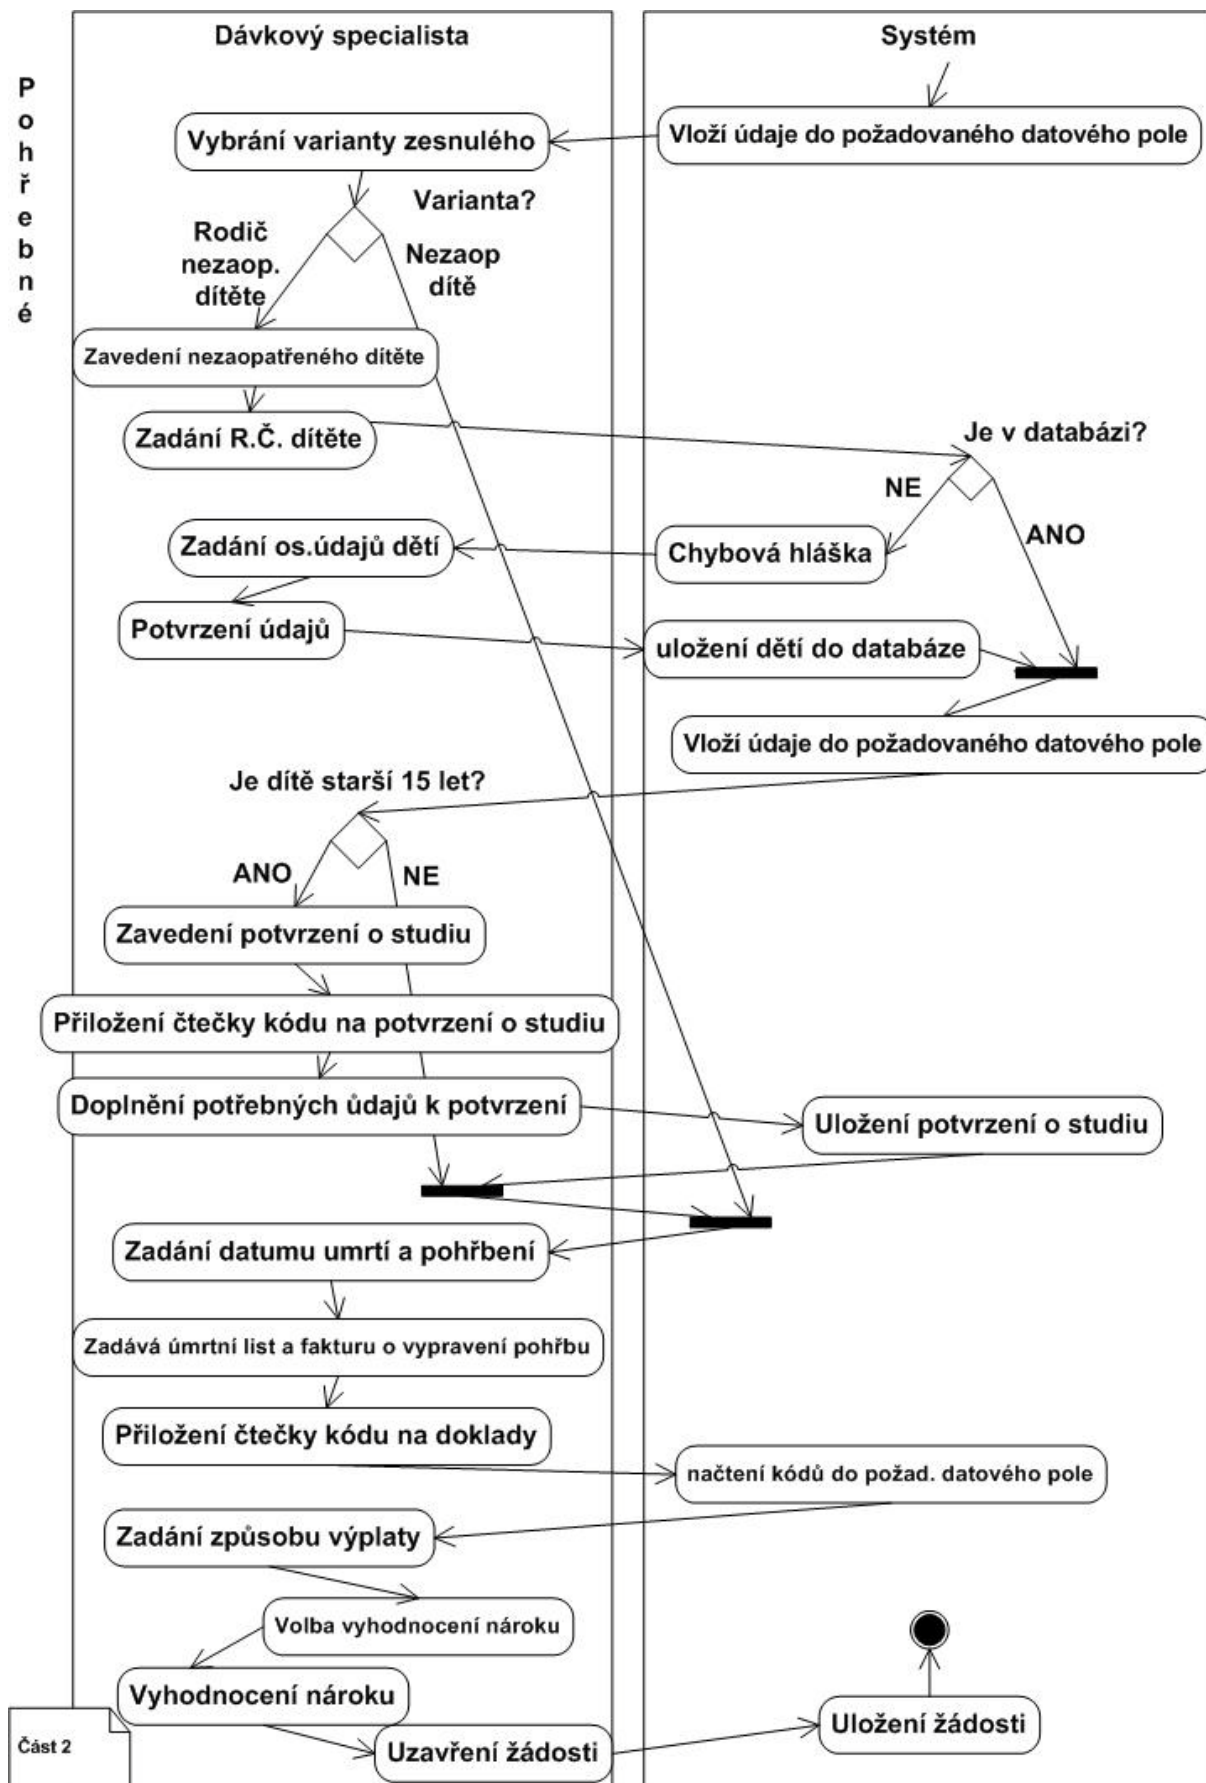 Dávkový specialista
Systém
Pohřebné
Vloží údaje do požadovaného datového pole
Vybrání varianty zesnulého
Varianta?
Rodič
nezaop.
dítěte
Nezaop
dítě
Zavedení nezaopatřeného dítěte
Zadání R.Č. dítěte
Je v databázi?
NE
ANO
Chybová hláška
Zadání os.údajů dětí
Potvrzení údajů
uložení dětí do databáze
Vloží údaje do požadovaného datového pole
Je dítě starší 15 let?
ANO
NE
Zavedení potvrzení o studiu
Přiložení čtečky kódu na potvrzení o studiu
Doplnění potřebných ůdajů k potvrzení
Uložení potvrzení o studiu
Zadání datumu umrtí a pohřbení
Zadává úmrtní list a fakturu o vypravení pohřbu
Přiložení čtečky kódu na doklady
načtení kódů do požad. datového pole
Zadání způsobu výplaty
Volba vyhodnocení nároku
Vyhodnocení nároku
Uzavření žádosti
Uložení žádosti
Část 2